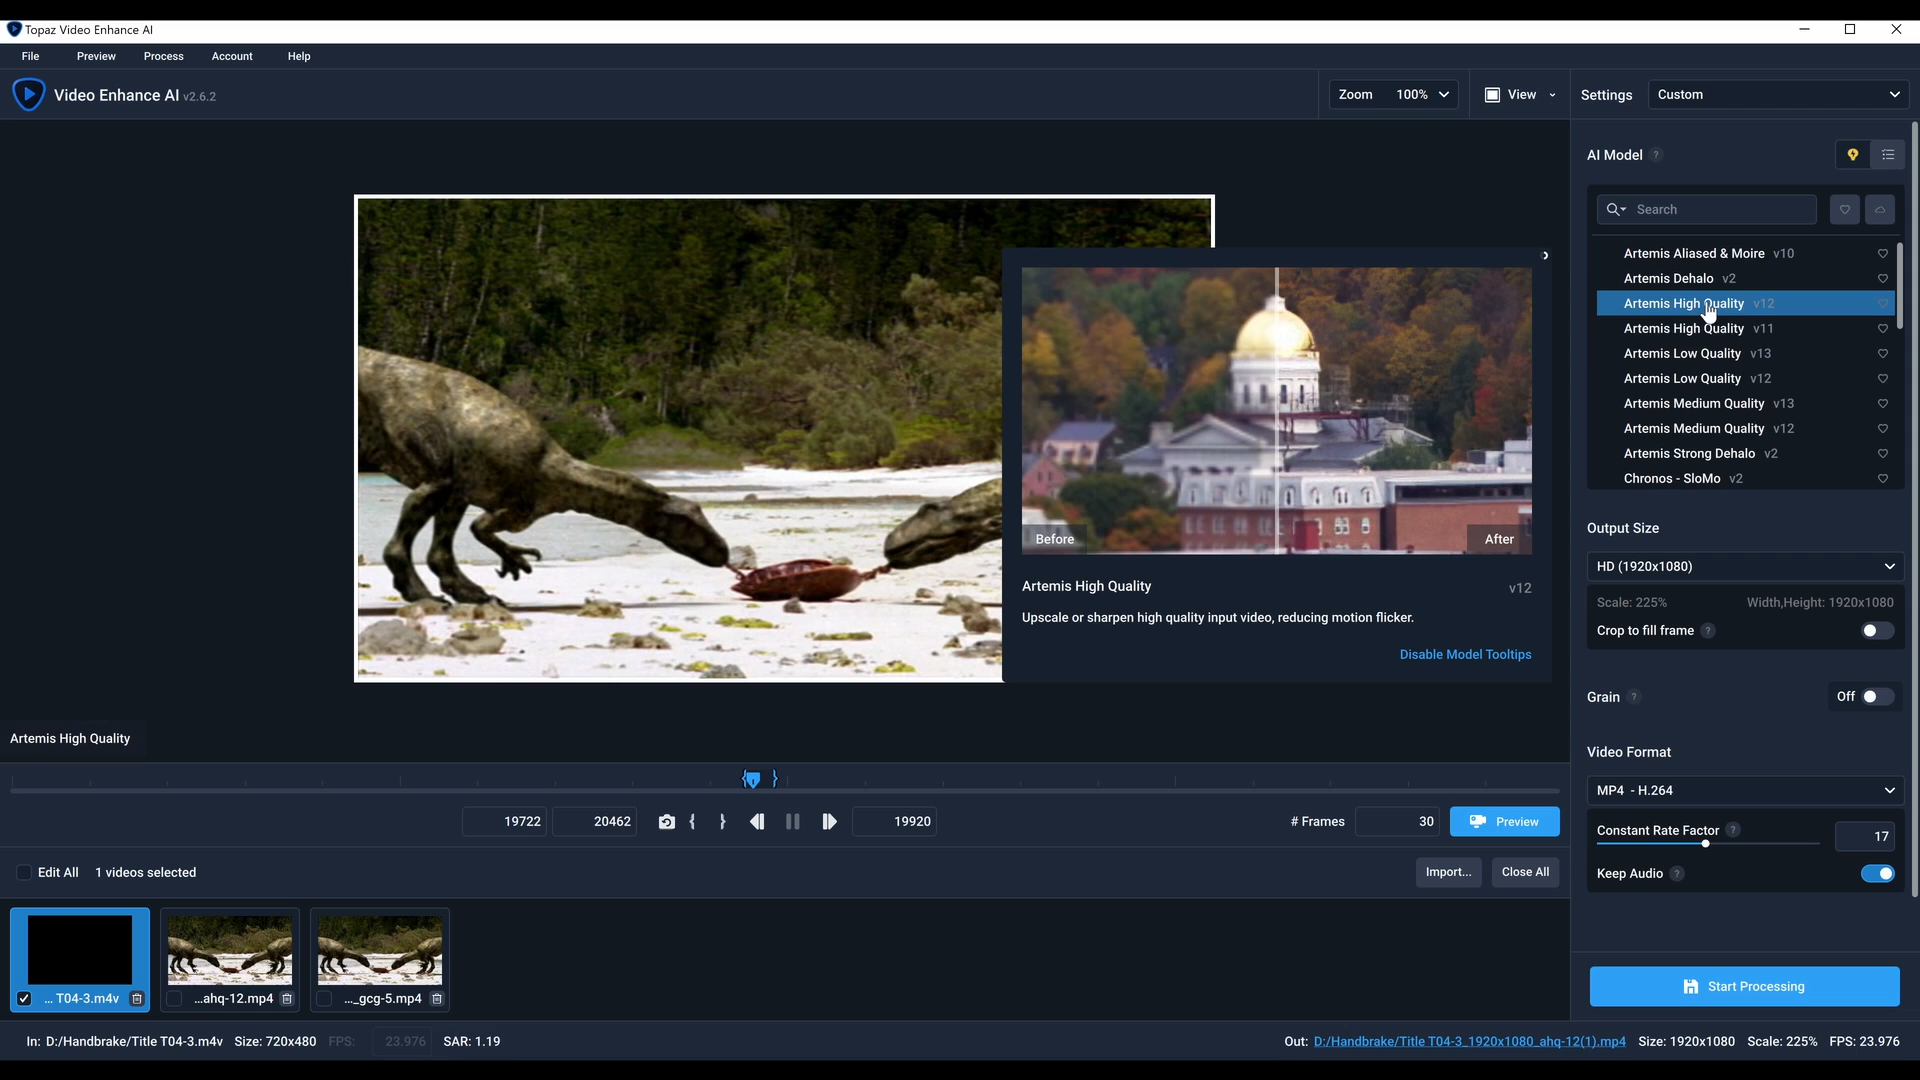 Topaz Video Enhance AI
File Preview Process Account Help
Video Enhance AI v2.6.2
Zoom 100%
View
Settings Custom
AI Model ?
Search
Artemis Aliased & Moire v10
Artemis Dehalo v2
Artemis High Quality v12
Artemis High Quality v11
Artemis Low Quality v13
Artemis Low Quality v12
Artemis Medium Quality v13
Artemis Medium Quality v12
Artemis Strong Dehalo v2
Chronos - SloMo v2
Before
After
Artemis High Quality v12
Upscale or sharpen high quality input video, reducing motion flicker.
Disable Model Tooltips
Output Size
HD (1920x1080)
Scale: 225% Width,Height: 1920x1080
Crop to fill frame ?
Grain ? Off
Video Format
MP4 - H.264
Constant Rate Factor ? 17
Keep Audio ?
Start Processing
Artemis High Quality
19722 20462 { } 19920
# Frames 30 Preview
Edit All 1 videos selected
Import... Close All
... T04-3.m4v
...ahq-12.mp4
..._gcg-5.mp4
In: D:/Handbrake/Title T04-3.m4v Size: 720x480 FPS: 23.976 SAR: 1.19
Out: D:/Handbrake/Title T04-3_1920x1080_ahq-12(1).mp4 Size: 1920x1080 Scale: 225% FPS: 23.976